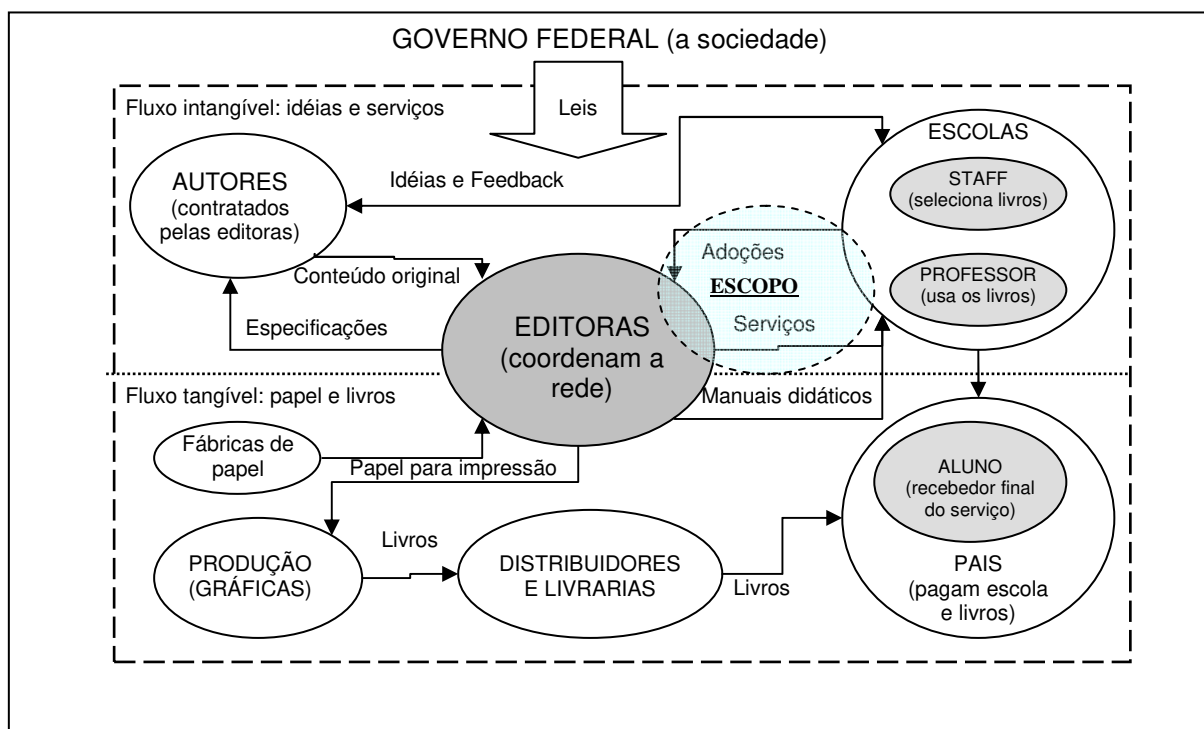 GOVERNO FEDERAL (a sociedade)
Fluxo intangível: idéias e serviços
Leis
ESCOLAS
STAFF
(seleciona livros)
PROFESSOR
(usa os livros)
AUTORES
(contratados
pelas editoras)
Idéias e Feedback
Conteúdo original
Especificações
Adoções
ESCOPO
Serviços
EDITORAS
(coordenam a
rede)
Fluxo tangível: papel e livros
Manuais didáticos
Fábricas de
papel
Papel para impressão
ALUNO
(recebedor final
do serviço)
PAIS
(pagam escola
e livros)
PRODUÇÃO
(GRÁFICAS)
Livros
DISTRIBUIDORES
E LIVRARIAS
Livros